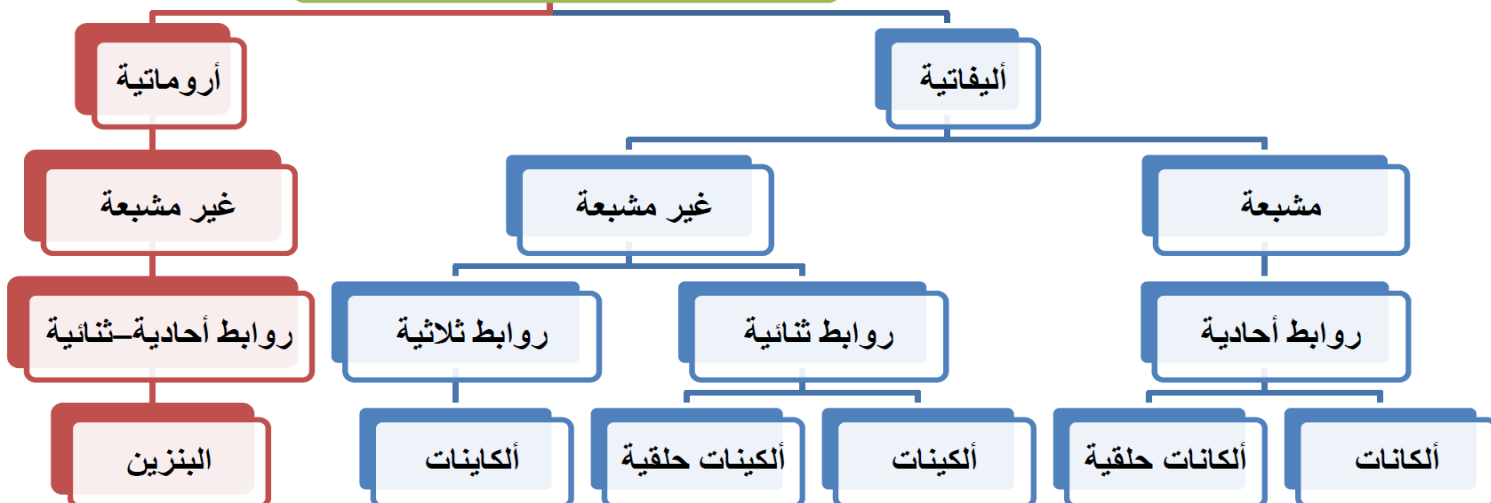 أليفاتية
أروماتية
مشبعة
غير مشبعة
غير مشبعة
روابط أحادية
روابط ثنائية
روابط ثلاثية
روابط أحادية–ثنائية
ألكانات
ألكانات حلقية
ألكينات
ألكينات حلقية
ألكاينات
البنزين